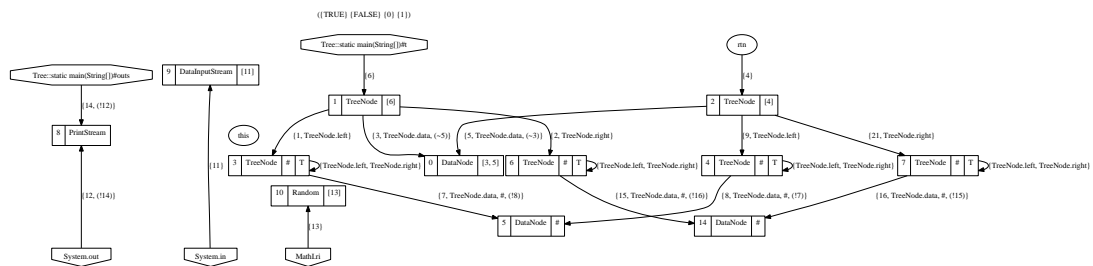 ({TRUE} {FALSE} {0} {1})
Tree::static main(String[])#t
rtn
Tree::static main(String[])#outs
9 DataInputStream [11]
{6}
{4}
{14, (!12)}
1 TreeNode [6]
2 TreeNode [4]
8 PrintStream
this
{1, TreeNode.left}
{3, TreeNode.data, (~5)}
{5, TreeNode.data, (~3)}
{2, TreeNode.right}
{9, TreeNode.left}
{21, TreeNode.right}
{11}
3 TreeNode # T
{TreeNode.left, TreeNode.right}
0 DataNode [3, 5]
6 TreeNode # T
{TreeNode.left, TreeNode.right}
4 TreeNode # T
{TreeNode.left, TreeNode.right}
7 TreeNode # T
{TreeNode.left, TreeNode.right}
10 Random [13]
{12, (!14)}
{7, TreeNode.data, #, (!8)}
{15, TreeNode.data, #, (!16)}
{8, TreeNode.data, #, (!7)}
{16, TreeNode.data, #, (!15)}
{13}
5 DataNode #
14 DataNode #
System.out
System.in
MathI.ri